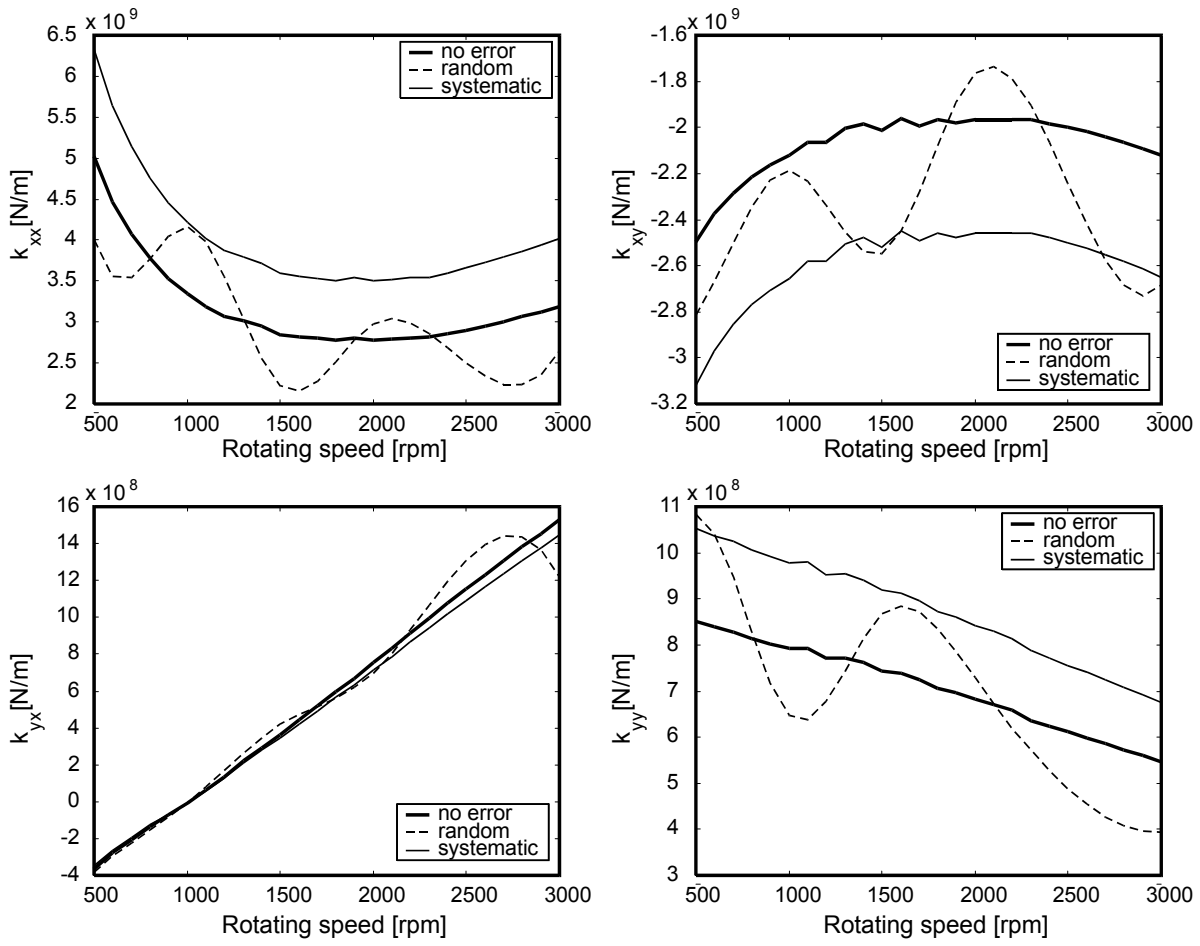 x 10^9
6.5
6
5.5
5
4.5
4
3.5
3
2.5
2
k_xx[N/m]
no error
random
systematic
500 1000 1500 2000 2500 3000
Rotating speed [rpm]
x 10^9
-1.6
-1.8
-2
-2.2
-2.4
-2.6
-2.8
-3
-3.2
k_xy[N/m]
no error
random
systematic
500 1000 1500 2000 2500 3000
Rotating speed [rpm]
x 10^8
16
14
12
10
8
6
4
2
0
-2
-4
k_yx[N/m]
no error
random
systematic
500 1000 1500 2000 2500 3000
Rotating speed [rpm]
x 10^8
11
10
9
8
7
6
5
4
3
k_yy[N/m]
no error
random
systematic
500 1000 1500 2000 2500 3000
Rotating speed [rpm]